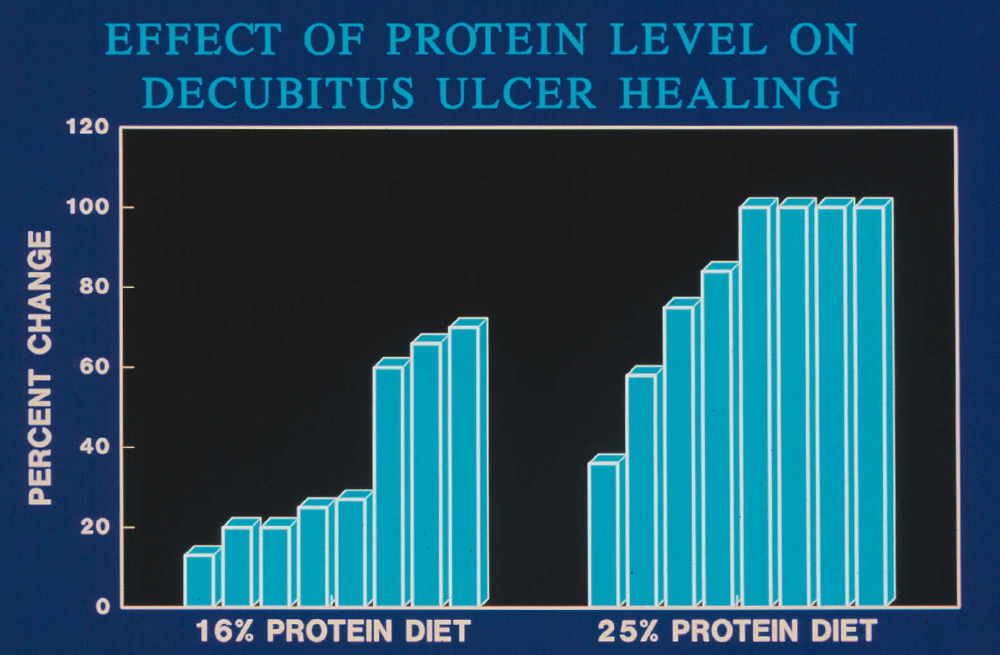 EFFECT OF PROTEIN LEVEL ON
DECUBITUS ULCER HEALING
120
100
80
60
40
20
0
PERCENT CHANGE
16% PROTEIN DIET
25% PROTEIN DIET